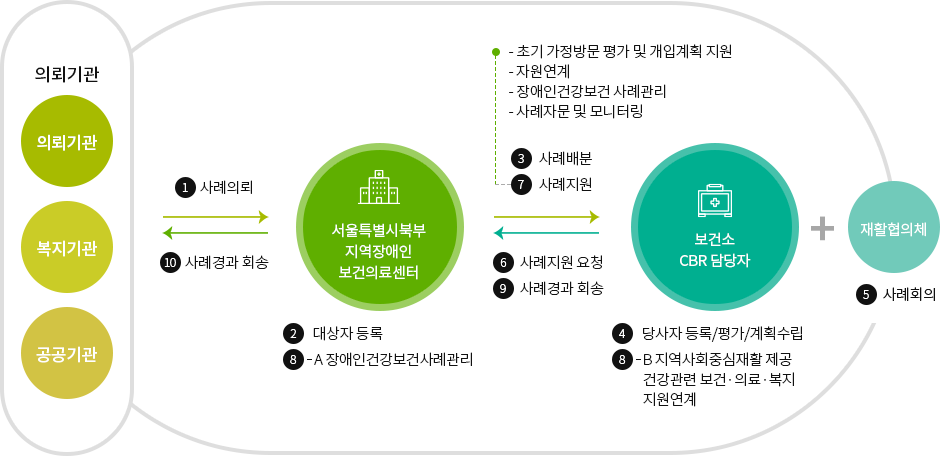 의뢰기관
의뢰기관
복지기관
공공기관
1 사례의뢰
10 사례경과 회송
서울특별시북부
지역장애인
보건의료센터
2 대상자 등록
8 -A 장애인건강보건사례관리
- 초기 가정방문 평가 및 개입계획 지원
- 자원연계
- 장애인건강보건 사례관리
- 사례자문 및 모니터링
3 사례배분
7 사례지원
6 사례지원 요청
9 사례경과 회송
보건소
CBR 담당자
4 당사자 등록/평가/계획수립
8 -B 지역사회중심재활 제공
건강관련 보건·의료·복지
지원연계
+
재활협의체
5 사례회의